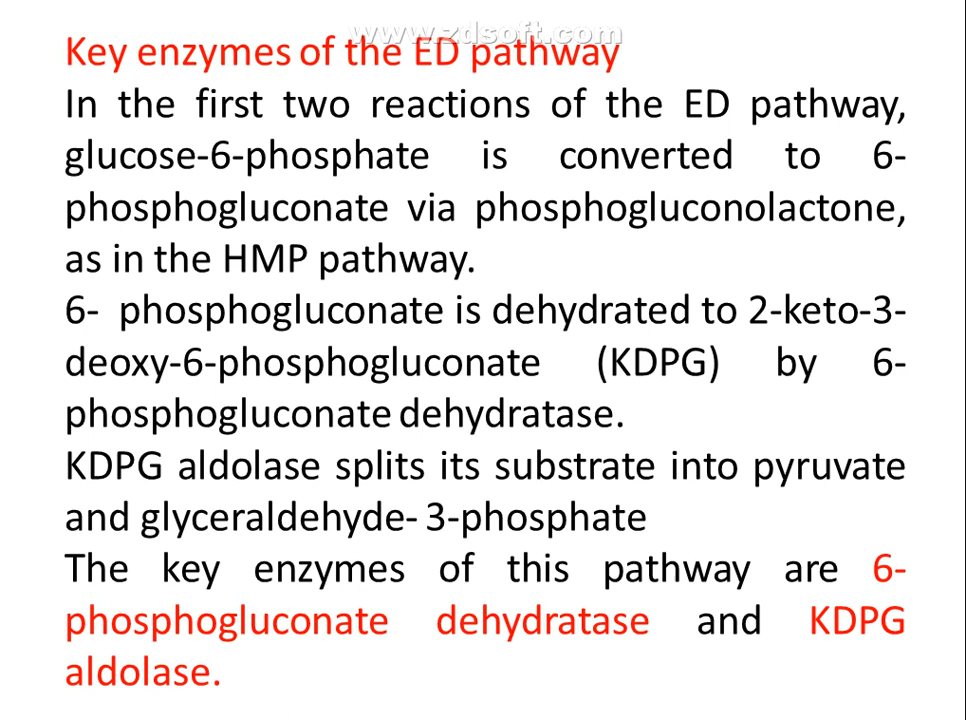 www.zdsoft.com
Key enzymes of the ED pathway
In the first two reactions of the ED pathway,
glucose-6-phosphate is converted to 6-
phosphogluconate via phosphogluconolactone,
as in the HMP pathway.
6- phosphogluconate is dehydrated to 2-keto-3-
deoxy-6-phosphogluconate (KDPG) by 6-
phosphogluconate dehydratase.
KDPG aldolase splits its substrate into pyruvate
and glyceraldehyde- 3-phosphate
The key enzymes of this pathway are 6-
phosphogluconate dehydratase and KDPG
aldolase.